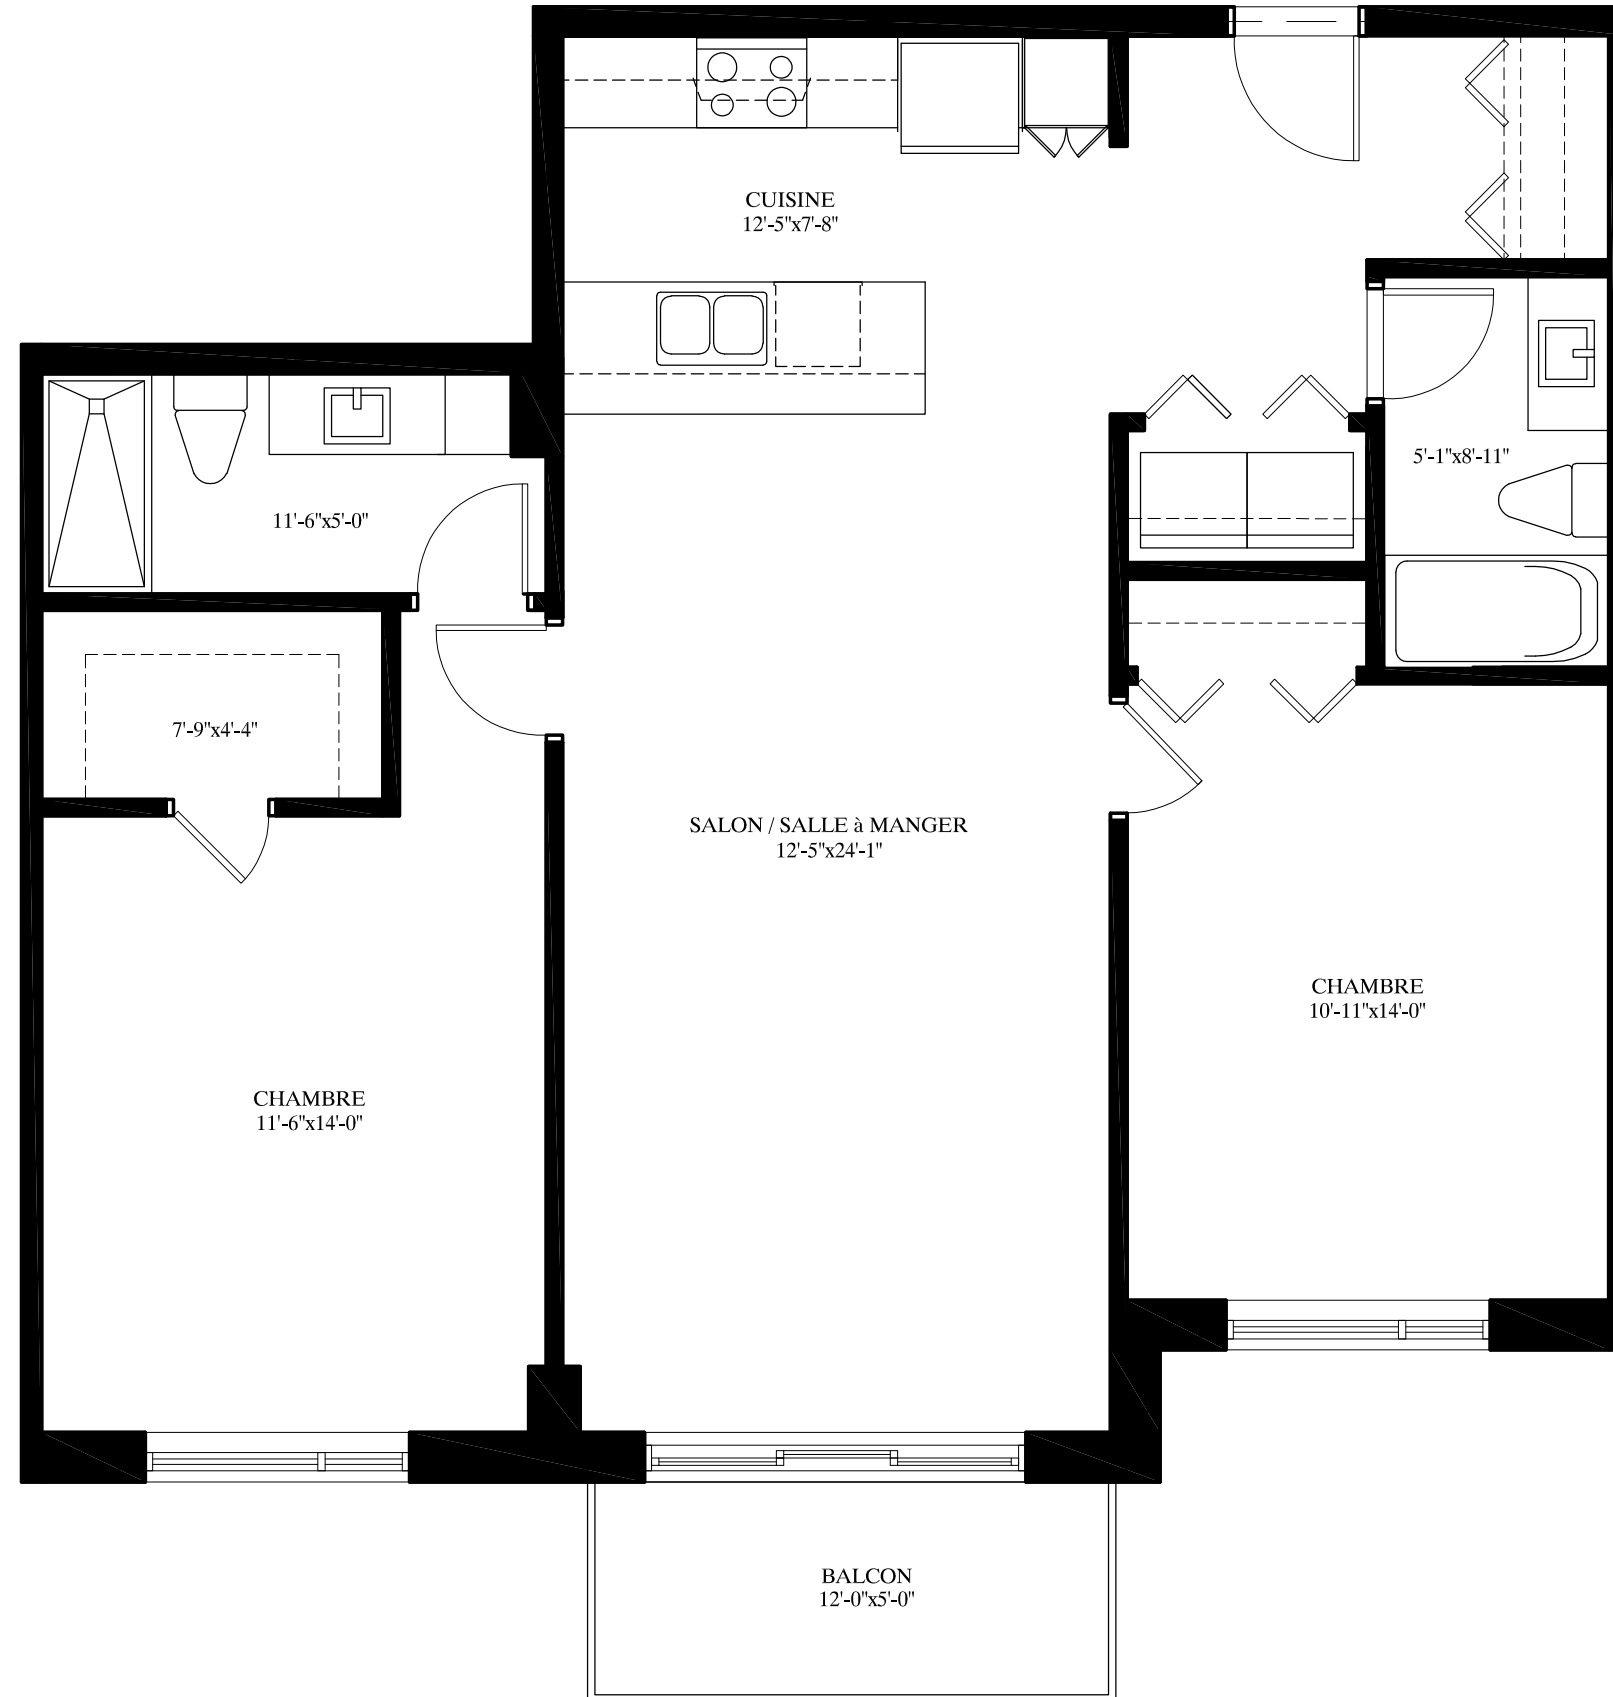 CUISINE
12'-5"x7'-8"
5'-1"x8'-11"
11'-6"x5'-0"
7'-9"x4'-4"
SALON / SALLE à MANGER
12'-5"x24'-1"
CHAMBRE
10'-11"x14'-0"
CHAMBRE
11'-6"x14'-0"
BALCON
12'-0"x5'-0"